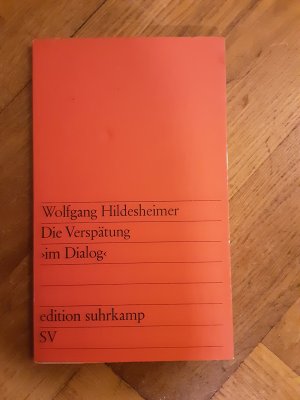 Wolfgang Hildesheimer
Die Verspätung
›im Dialog‹
edition suhrkamp
SV